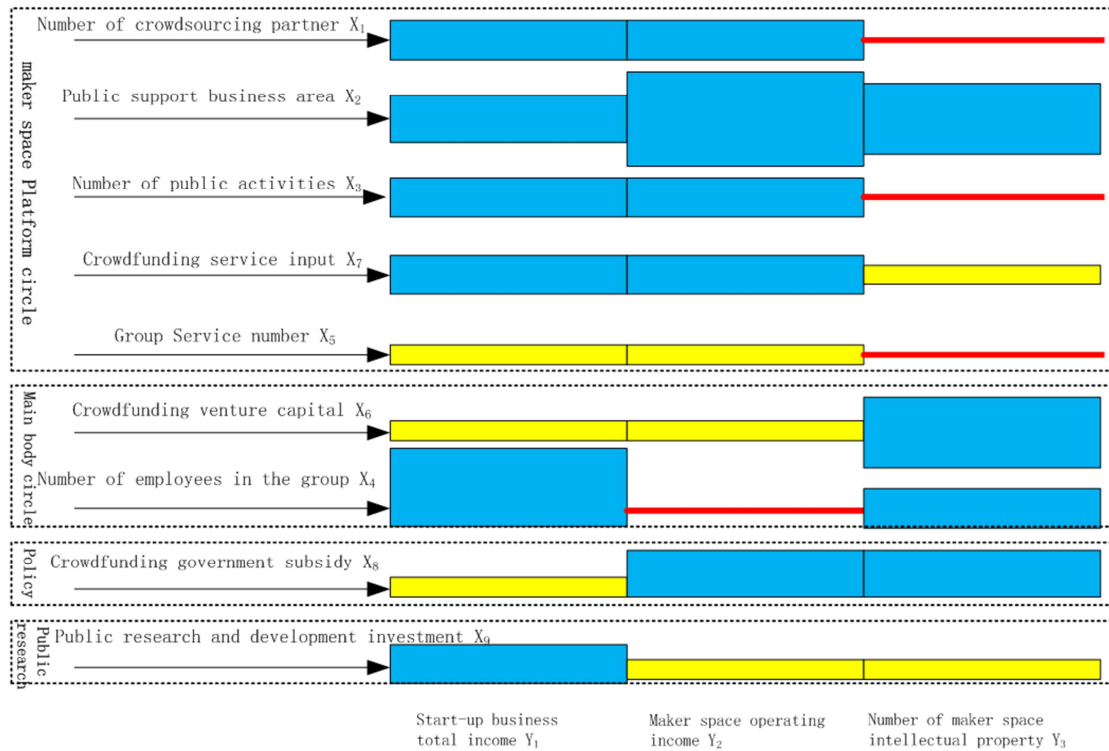 maker space Platform circle
Number of crowdsourcing partner X1
Public support business area X2
Number of public activities X3
Crowdfunding service input X7
Group Service number X5
Main body circle
Crowdfunding venture capital X6
Number of employees in the group X4
Policy
Crowdfunding government subsidy X8
Public
research
Public research and development investment X9
Start-up business
total income Y1
Maker space operating
income Y2
Number of maker space
intellectual property Y3